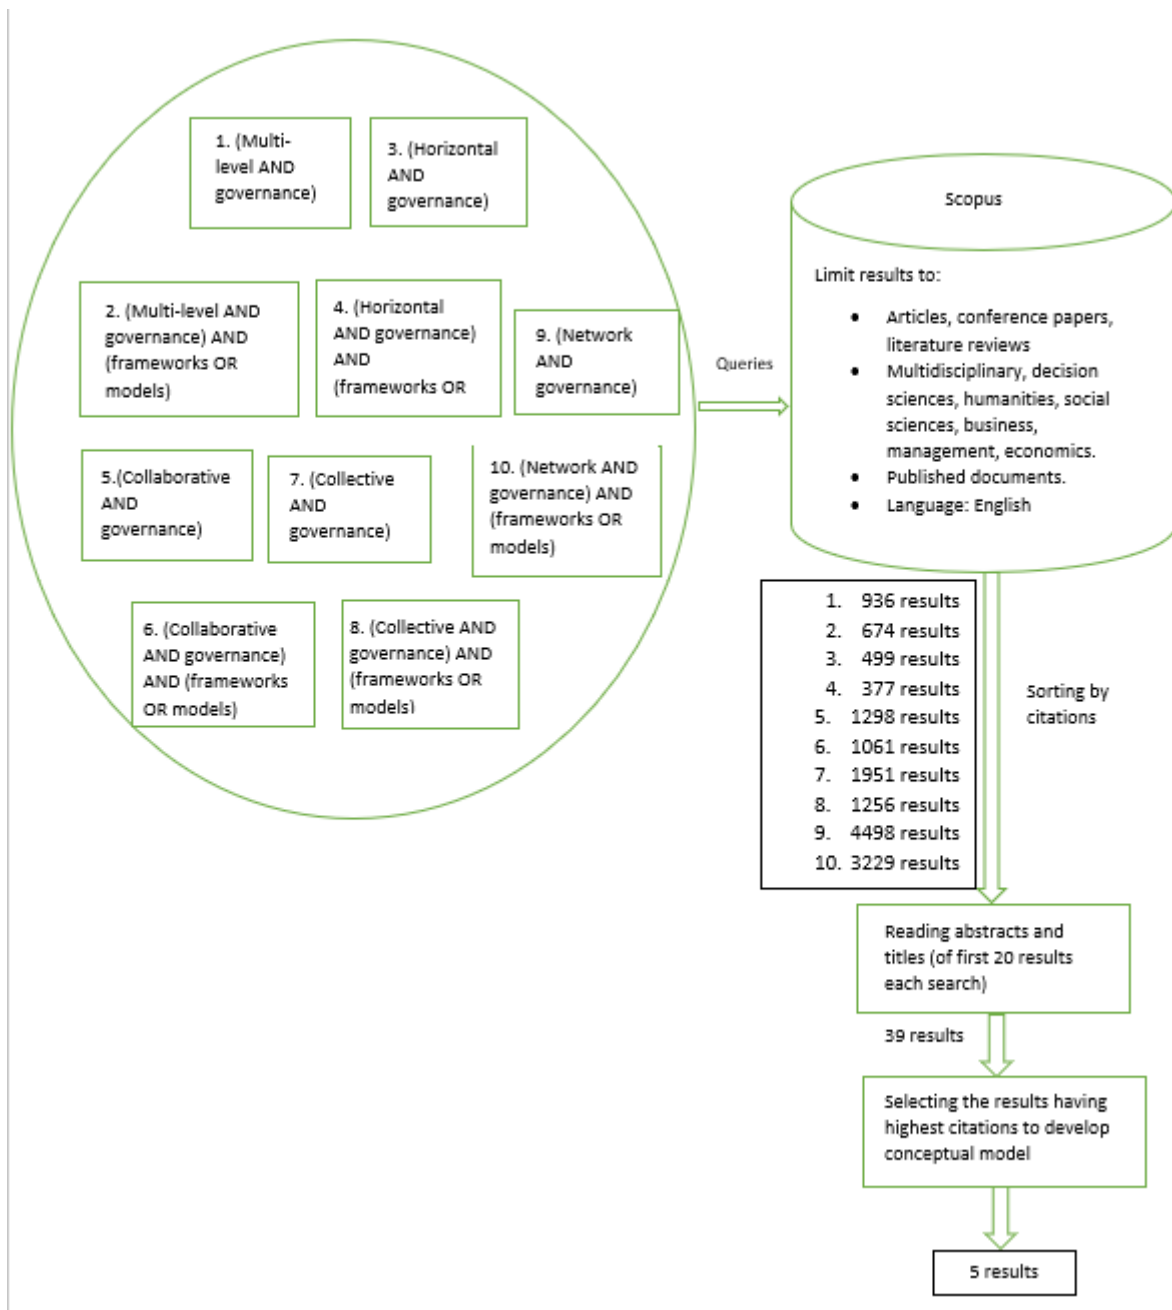 1. (Multi-
level AND
governance)
3. (Horizontal
AND
governance)
2. (Multi-level AND
governance) AND
(frameworks OR
models)
4. (Horizontal
AND governance)
AND
(frameworks OR
9. (Network
AND
governance)
5.(Collaborative
AND
governance)
7. (Collective
AND
governance)
10. (Network AND
governance) AND
(frameworks OR
models)
6. (Collaborative
AND governance)
AND (frameworks
OR models)
8. (Collective AND
governance) AND
(frameworks OR
models)
Queries
Scopus
Limit results to:
• Articles, conference papers,
literature reviews
• Multidisciplinary, decision
sciences, humanities, social
sciences, business,
management, economics.
• Published documents.
• Language: English
1. 936 results
2. 674 results
3. 499 results
4. 377 results
5. 1298 results
6. 1061 results
7. 1951 results
8. 1256 results
9. 4498 results
10. 3229 results
Sorting by
citations
Reading abstracts and
titles (of first 20 results
each search)
39 results
Selecting the results having
highest citations to develop
conceptual model
5 results